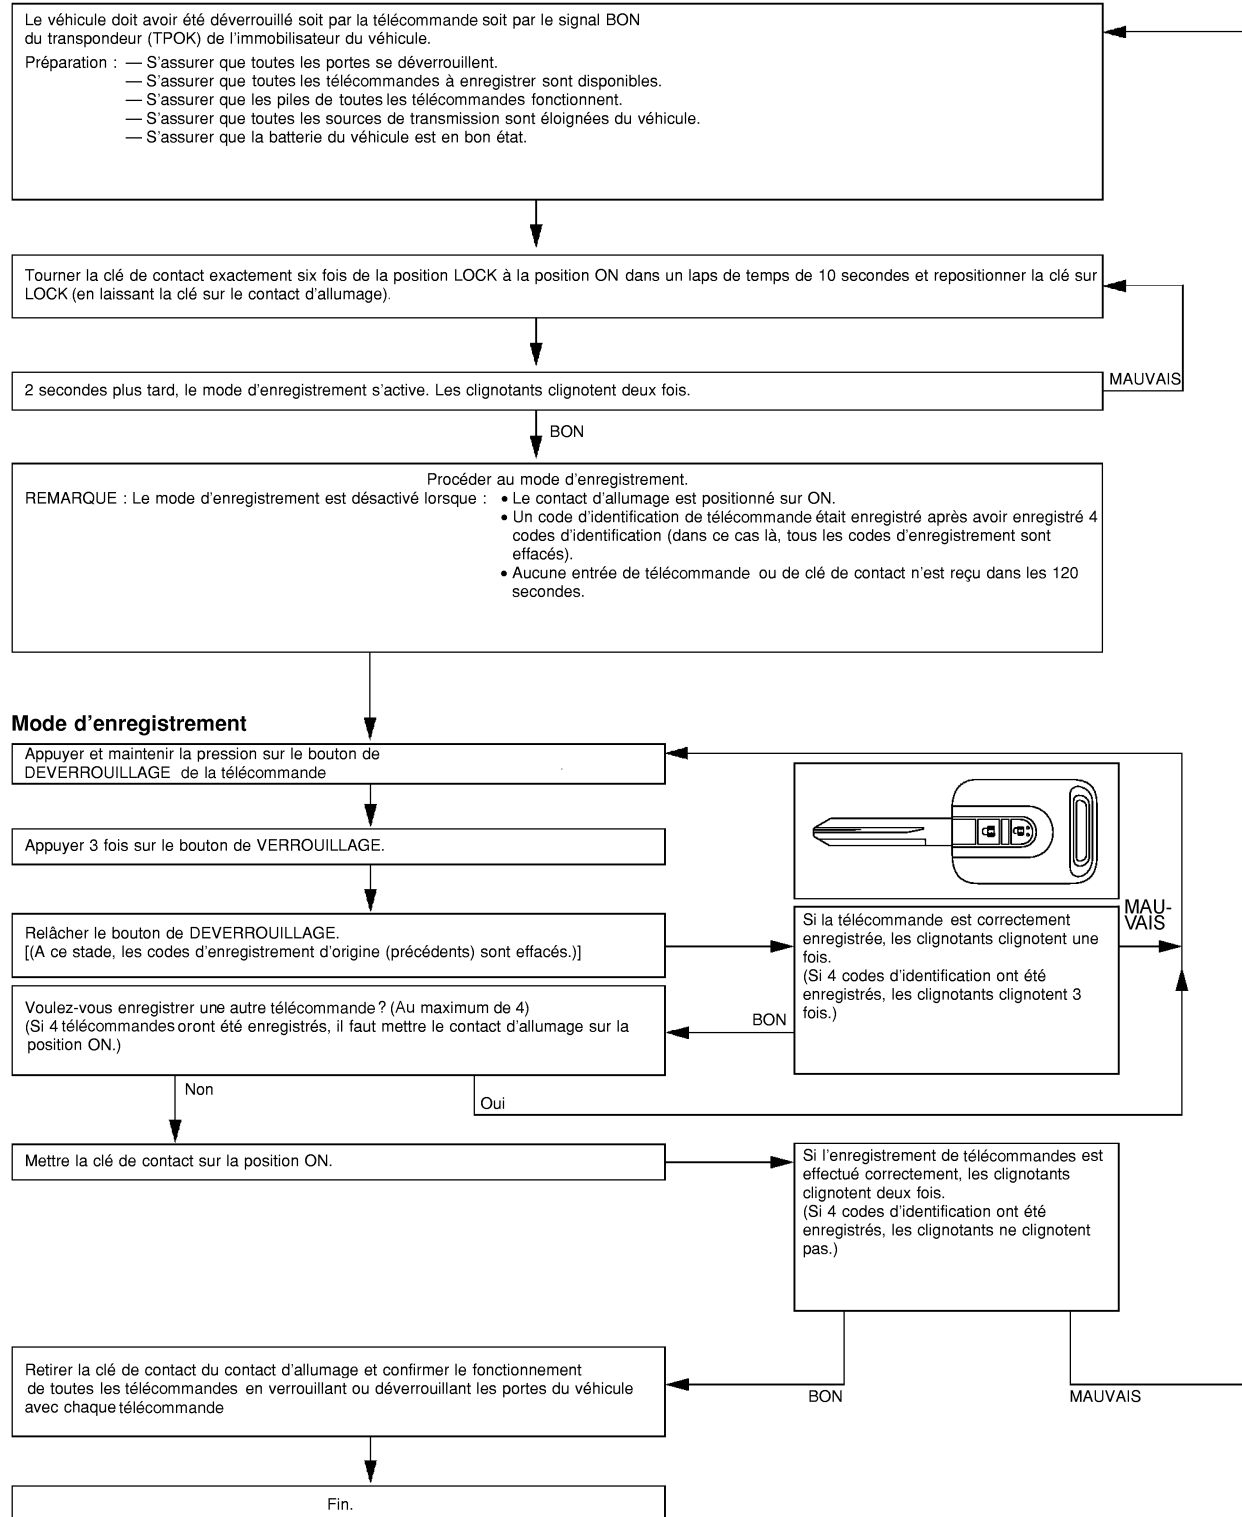 Le véhicule doit avoir été déverrouillé soit par la télécommande soit par le signal BON
du transpondeur (TPOK) de l'immobilisateur du véhicule.
Préparation : — S'assurer que toutes les portes se déverrouillent.
— S'assurer que toutes les télécommandes à enregistrer sont disponibles.
— S'assurer que les piles de toutes les télécommandes fonctionnent.
— S'assurer que toutes les sources de transmission sont éloignées du véhicule.
— S'assurer que la batterie du véhicule est en bon état.
Tourner la clé de contact exactement six fois de la position LOCK à la position ON dans un laps de temps de 10 secondes et repositionner la clé sur
LOCK (en laissant la clé sur le contact d'allumage).
2 secondes plus tard, le mode d'enregistrement s'active. Les clignotants clignotent deux fois.
MAUVAIS
BON
Procéder au mode d'enregistrement.
REMARQUE : Le mode d'enregistrement est désactivé lorsque : • Le contact d'allumage est positionné sur ON.
• Un code d'identification de télécommande était enregistré après avoir enregistré 4
codes d'identification (dans ce cas là, tous les codes d'enregistrement sont
effacés).
• Aucune entrée de télécommande ou de clé de contact n'est reçu dans les 120
secondes.
Mode d'enregistrement
Appuyer et maintenir la pression sur le bouton de
DEVERROUILLAGE de la télécommande
Appuyer 3 fois sur le bouton de VERROUILLAGE.
Relâcher le bouton de DEVERROUILLAGE.
[(A ce stade, les codes d'enregistrement d'origine (précédents) sont effacés.)]
Si la télécommande est correctement
enregistrée, les clignotants clignotent une
fois.
(Si 4 codes d'identification ont été
enregistrés, les clignotants clignotent 3
fois.)
MAU-
VAIS
Voulez-vous enregistrer une autre télécommande ? (Au maximum de 4)
(Si 4 télécommandes oront été enregistrés, il faut mettre le contact d'allumage sur la
position ON.)
BON
Non
Oui
Mettre la clé de contact sur la position ON.
Si l'enregistrement de télécommandes est
effectué correctement, les clignotants
clignotent deux fois.
(Si 4 codes d'identification ont été
enregistrés, les clignotants ne clignotent
pas.)
Retirer la clé de contact du contact d'allumage et confirmer le fonctionnement
de toutes les télécommandes en verrouillant ou déverrouillant les portes du véhicule
avec chaque télécommande
BON
MAUVAIS
Fin.